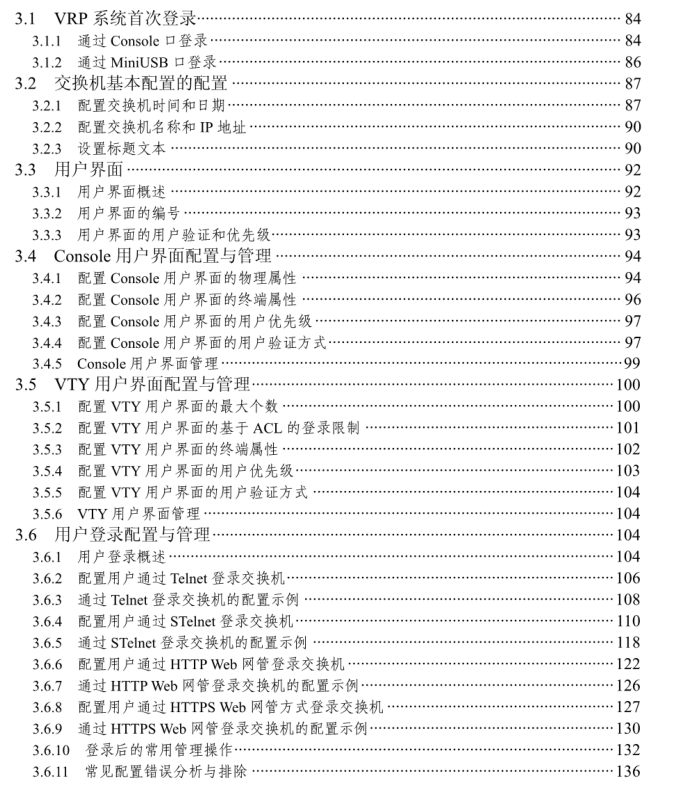 3.1 VRP 系统首次登录 84
3.1.1 通过 Console 口登录 84
3.1.2 通过 MiniUSB 口登录 86
3.2 交换机基本配置的配置 87
3.2.1 配置交换机时间和日期 87
3.2.2 配置交换机名称和 IP 地址 90
3.2.3 设置标题文本 90
3.3 用户界面 92
3.3.1 用户界面概述 92
3.3.2 用户界面的编号 93
3.3.3 用户界面的用户验证和优先级 93
3.4 Console 用户界面配置与管理 94
3.4.1 配置 Console 用户界面的物理属性 94
3.4.2 配置 Console 用户界面的终端属性 96
3.4.3 配置 Console 用户界面的用户优先级 97
3.4.4 配置 Console 用户界面的用户验证方式 97
3.4.5 Console 用户界面管理 99
3.5 VTY 用户界面配置与管理 100
3.5.1 配置 VTY 用户界面的最大个数 100
3.5.2 配置 VTY 用户界面的基于 ACL 的登录限制 101
3.5.3 配置 VTY 用户界面的终端属性 102
3.5.4 配置 VTY 用户界面的用户优先级 103
3.5.5 配置 VTY 用户界面的用户验证方式 104
3.5.6 VTY 用户界面管理 104
3.6 用户登录配置与管理 104
3.6.1 用户登录概述 104
3.6.2 配置用户通过 Telnet 登录交换机 106
3.6.3 通过 Telnet 登录交换机的配置示例 108
3.6.4 配置用户通过 STelnet 登录交换机 110
3.6.5 通过 STelnet 登录交换机的配置示例 118
3.6.6 配置用户通过 HTTP Web 网管登录交换机 122
3.6.7 通过 HTTP Web 网管登录交换机的配置示例 126
3.6.8 配置用户通过 HTTPS Web 网管方式登录交换机 127
3.6.9 通过 HTTPS Web 网管登录交换机的配置示例 130
3.6.10 登录后的常用管理操作 132
3.6.11 常见配置错误分析与排除 136